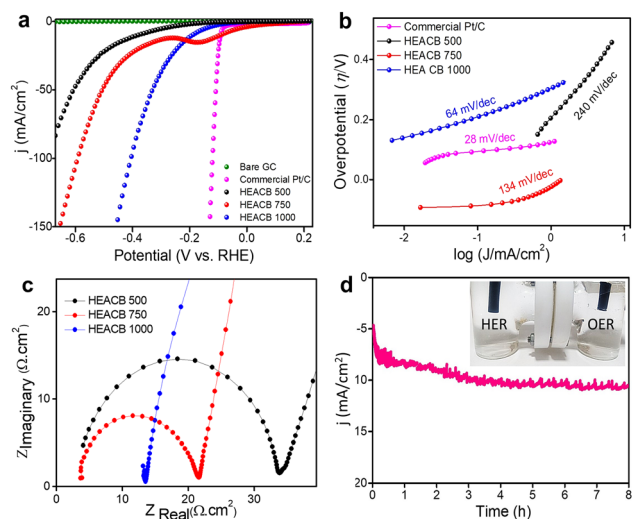 a
j (mA/cm²)
0
-50
-100
-150
-0.6
-0.4
-0.2
0.0
0.2
Potential (V vs. RHE)
Bare GC
Commercial Pt/C
HEACB 500
HEACB 750
HEACB 1000
b
Overpotential (η/V)
0.4
0.0
-2
-1
0
1
log (J/mA/cm²)
Commercial Pt/C
HEACB 500
HEACB 750
HEA CB 1000
64 mV/dec
28 mV/dec
240 mV/dec
134 mV/dec
c
ZImaginary (Ω.cm²)
20
10
0
0
10
20
30
Z Real(Ω.cm²)
HEACB 500
HEACB 750
HEACB 1000
d
j (mA/cm²)
0
5
10
15
20
0
1
2
3
4
5
6
7
8
Time (h)
HER
OER